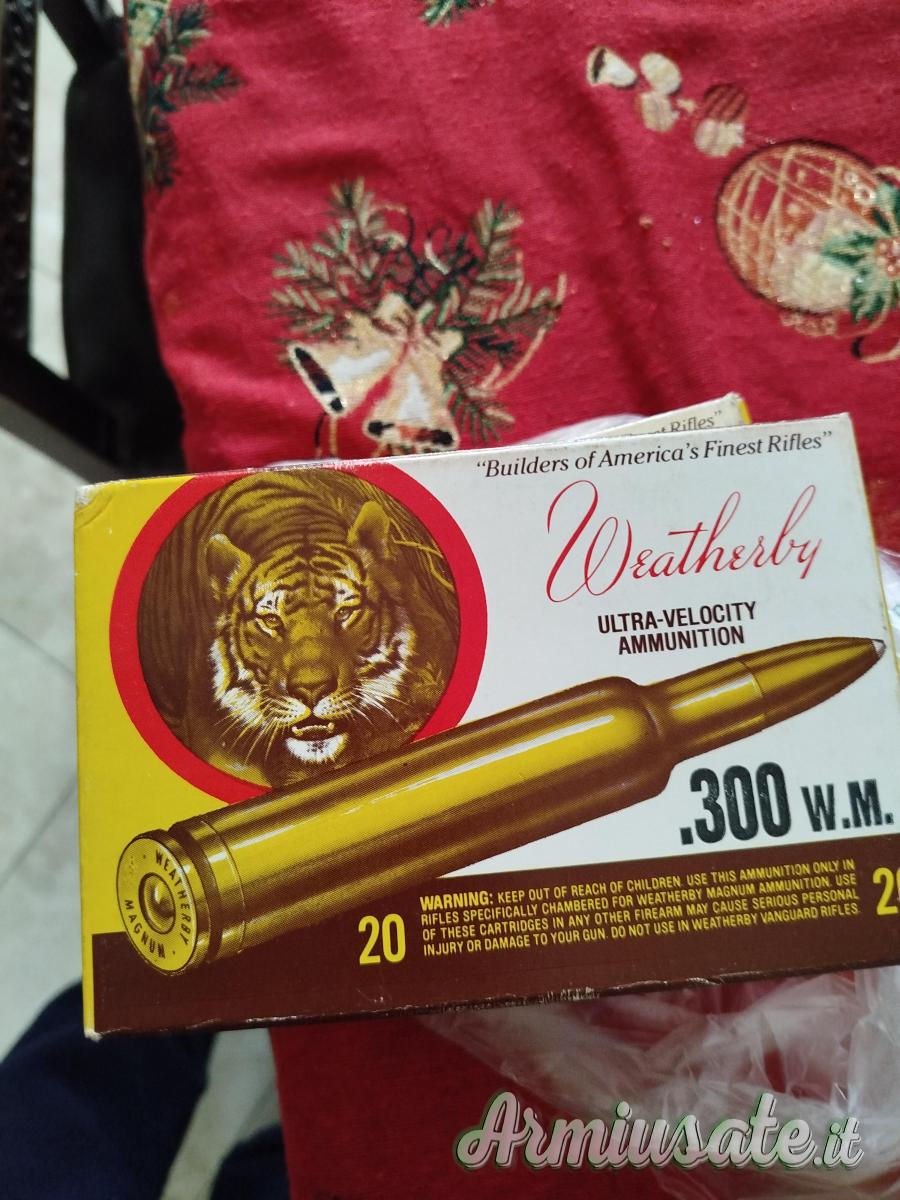 st Rifles"
"Builders of America's Finest Rifles"
Weatherby
ULTRA-VELOCITY
AMMUNITION
.300 W.M.
WEATHERBY
MAGNUM
20
WARNING: KEEP OUT OF REACH OF CHILDREN. USE THIS AMMUNITION ONLY IN
RIFLES SPECIFICALLY CHAMBERED FOR WEATHERBY MAGNUM AMMUNITION. USE
OF THESE CARTRIDGES IN ANY OTHER FIREARM MAY CAUSE SERIOUS PERSONAL
INJURY OR DAMAGE TO YOUR GUN. DO NOT USE IN WEATHERBY VANGUARD RIFLES.
Armiusate.it